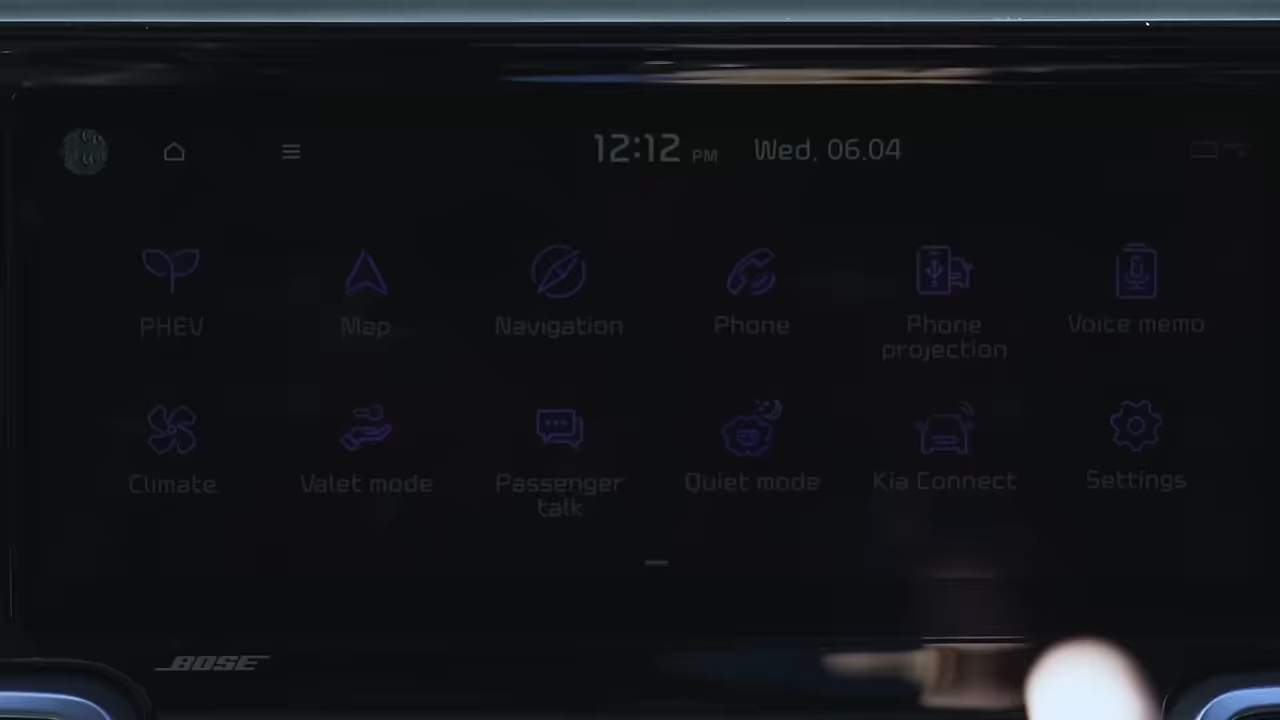 12:12 PM Wed, 06.04
PHEV
Map
Navigation
Phone
Phone
projection
Voice memo
Climate
Valet mode
Passenger
talk
Quiet mode
Kia Connect
Settings
BOSE